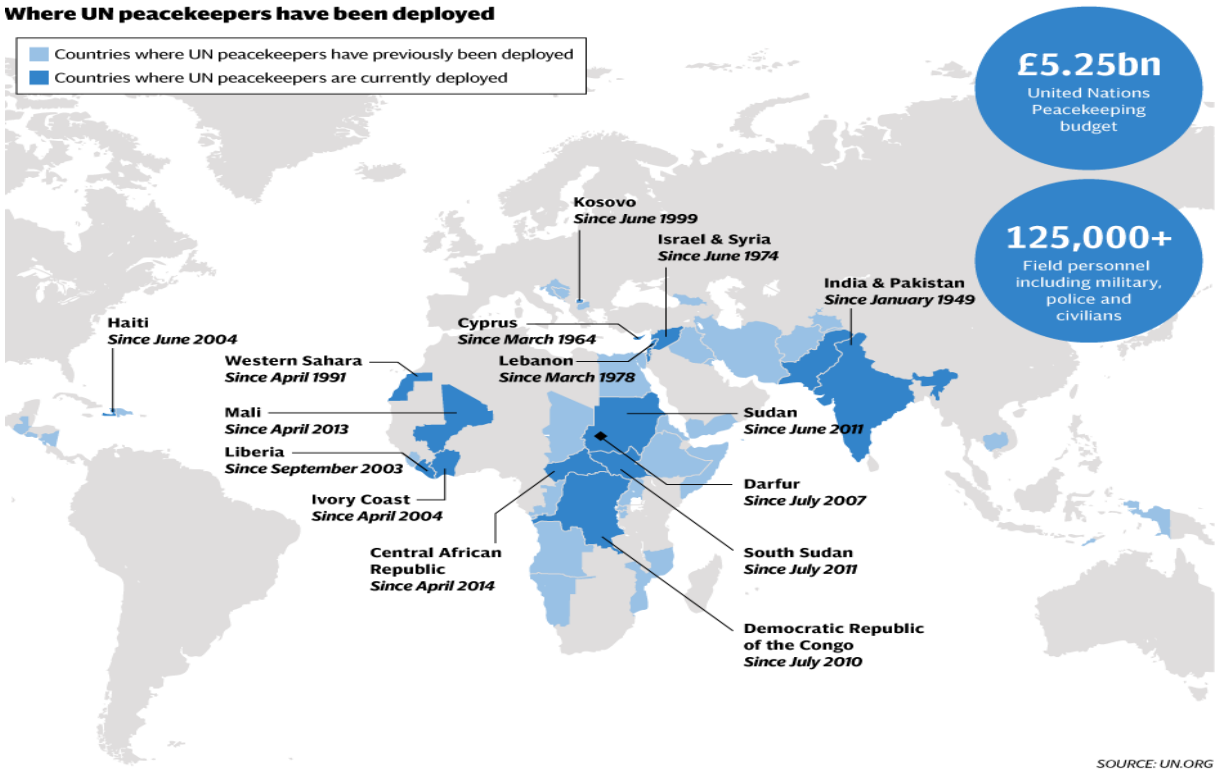 Where UN peacekeepers have been deployed
Countries where UN peacekeepers have previously been deployed
Countries where UN peacekeepers are currently deployed
£5.25bn
United Nations
Peacekeeping
budget
125,000+
Field personnel
including military,
police and
civilians
Kosovo
Since June 1999
Israel & Syria
Since June 1974
India & Pakistan
Since January 1949
Haiti
Since June 2004
Cyprus
Since March 1964
Western Sahara
Since April 1991
Lebanon
Since March 1978
Mali
Since April 2013
Sudan
Since June 2011
Liberia
Since September 2003
Darfur
Since July 2007
Ivory Coast
Since April 2004
Central African
Republic
Since April 2014
South Sudan
Since July 2011
Democratic Republic
of the Congo
Since July 2010
SOURCE: UN.ORG